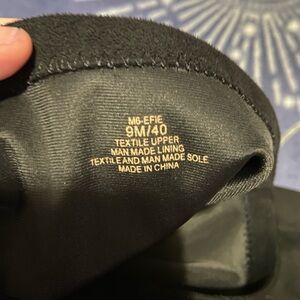 M6-EFIE
9M/40
TEXTILE UPPER
MAN MADE LINING
TEXTILE AND MAN MADE SOLE
MADE IN CHINA